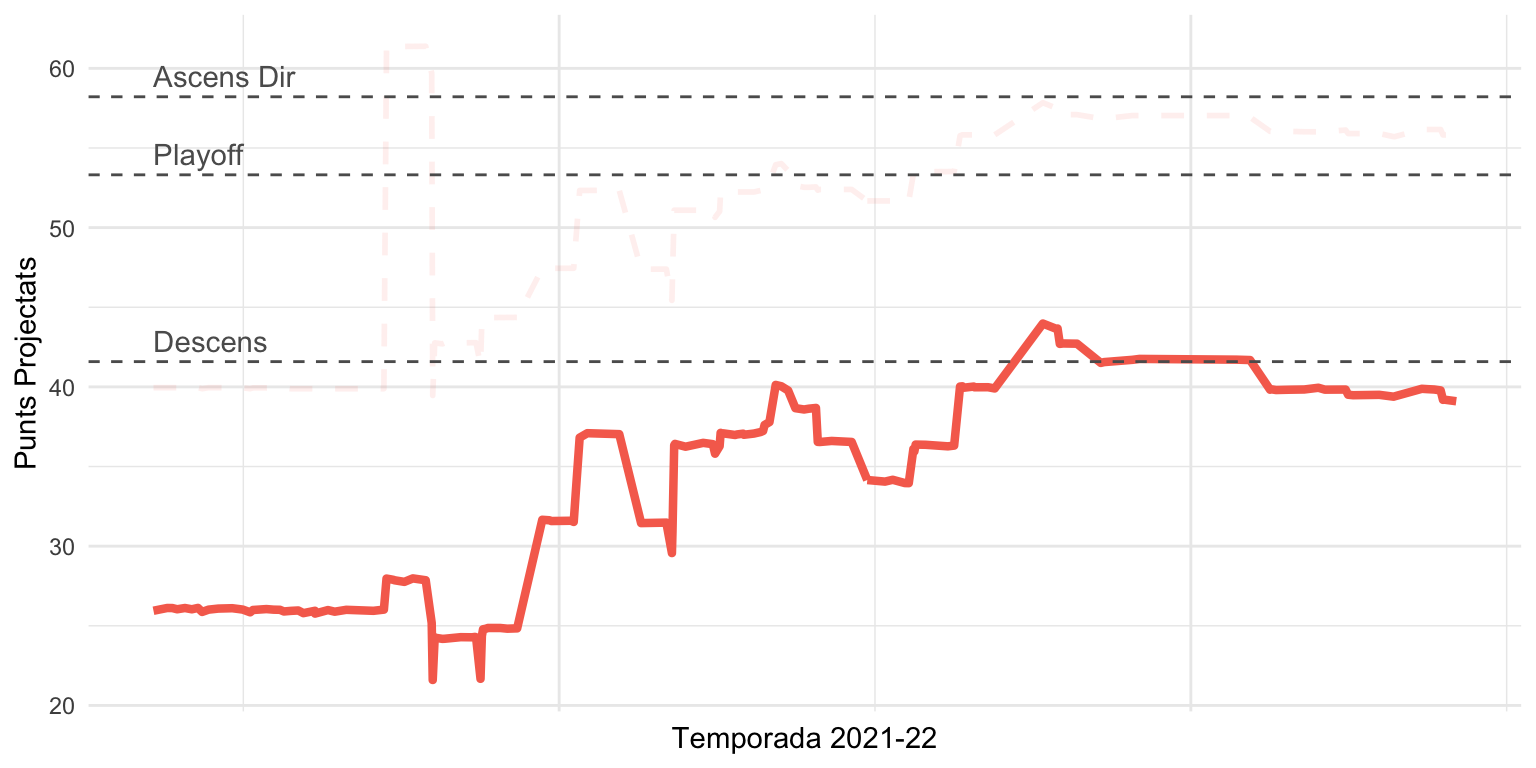 60
Ascens Dir
Playoff
50
Descens
40
30
20
Punts Projectats
Temporada 2021-22